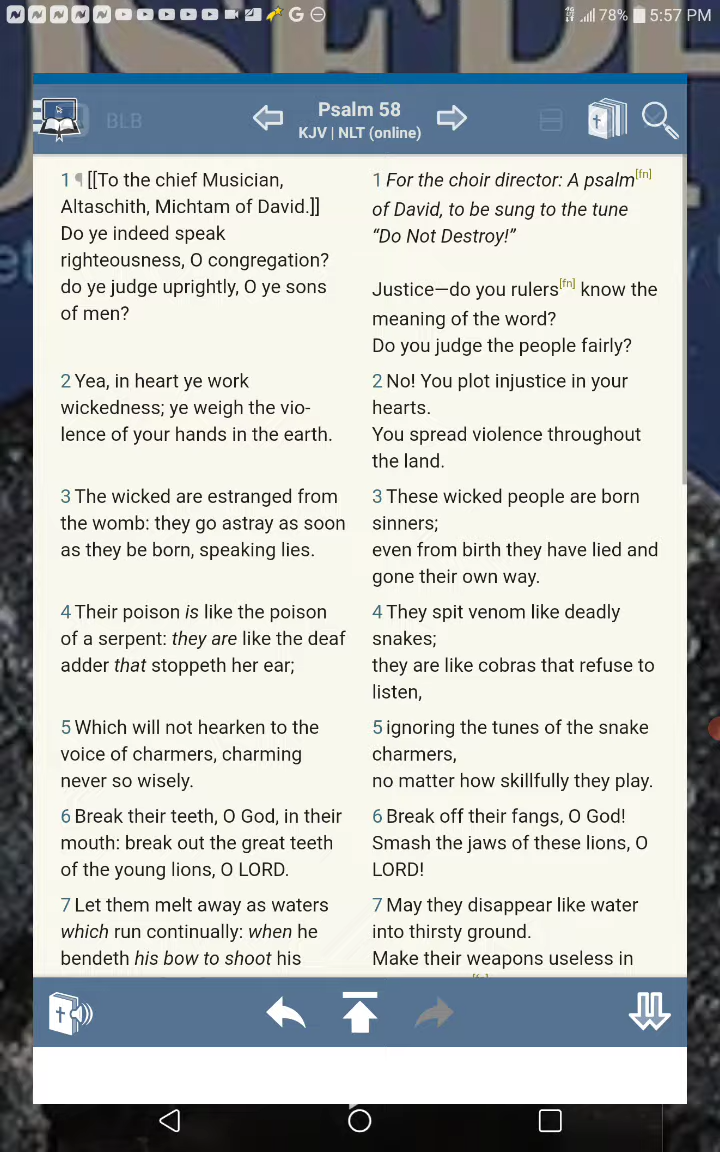 78% 5:57 PM
BLB
Psalm 58
KJV | NLT (online)
1 ¶ [[To the chief Musician,
Altaschith, Michtam of David.]]
Do ye indeed speak
righteousness, O congregation?
do ye judge uprightly, O ye sons
of men?
1 For the choir director: A psalm[fn]
of David, to be sung to the tune
“Do Not Destroy!”
Justice—do you rulers[fn] know the
meaning of the word?
Do you judge the people fairly?
2 Yea, in heart ye work
wickedness; ye weigh the vio-
lence of your hands in the earth.
2 No! You plot injustice in your
hearts.
You spread violence throughout
the land.
3 The wicked are estranged from
the womb: they go astray as soon
as they be born, speaking lies.
3 These wicked people are born
sinners;
even from birth they have lied and
gone their own way.
4 Their poison is like the poison
of a serpent: they are like the deaf
adder that stoppeth her ear;
4 They spit venom like deadly
snakes;
they are like cobras that refuse to
listen,
5 Which will not hearken to the
voice of charmers, charming
never so wisely.
5 ignoring the tunes of the snake
charmers,
no matter how skillfully they play.
6 Break their teeth, O God, in their
mouth: break out the great teeth
of the young lions, O LORD.
6 Break off their fangs, O God!
Smash the jaws of these lions, O
LORD!
7 Let them melt away as waters
which run continually: when he
bendeth his bow to shoot his
7 May they disappear like water
into thirsty ground.
Make their weapons useless in